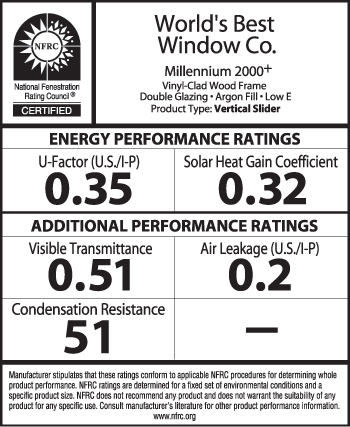 NFRC
National Fenestration
Rating Council®
CERTIFIED
World's Best
Window Co.
Millennium 2000+
Vinyl-Clad Wood Frame
Double Glazing • Argon Fill • Low E
Product Type: Vertical Slider
ENERGY PERFORMANCE RATINGS
U-Factor (U.S./I-P)
0.35
Solar Heat Gain Coefficient
0.32
ADDITIONAL PERFORMANCE RATINGS
Visible Transmittance
0.51
Air Leakage (U.S./I-P)
0.2
Condensation Resistance
51
—
Manufacturer stipulates that these ratings conform to applicable NFRC procedures for determining whole
product performance. NFRC ratings are determined for a fixed set of environmental conditions and a
specific product size. NFRC does not recommend any product and does not warrant the suitability of any
product for any specific use. Consult manufacturer's literature for other product performance information.
www.nfrc.org